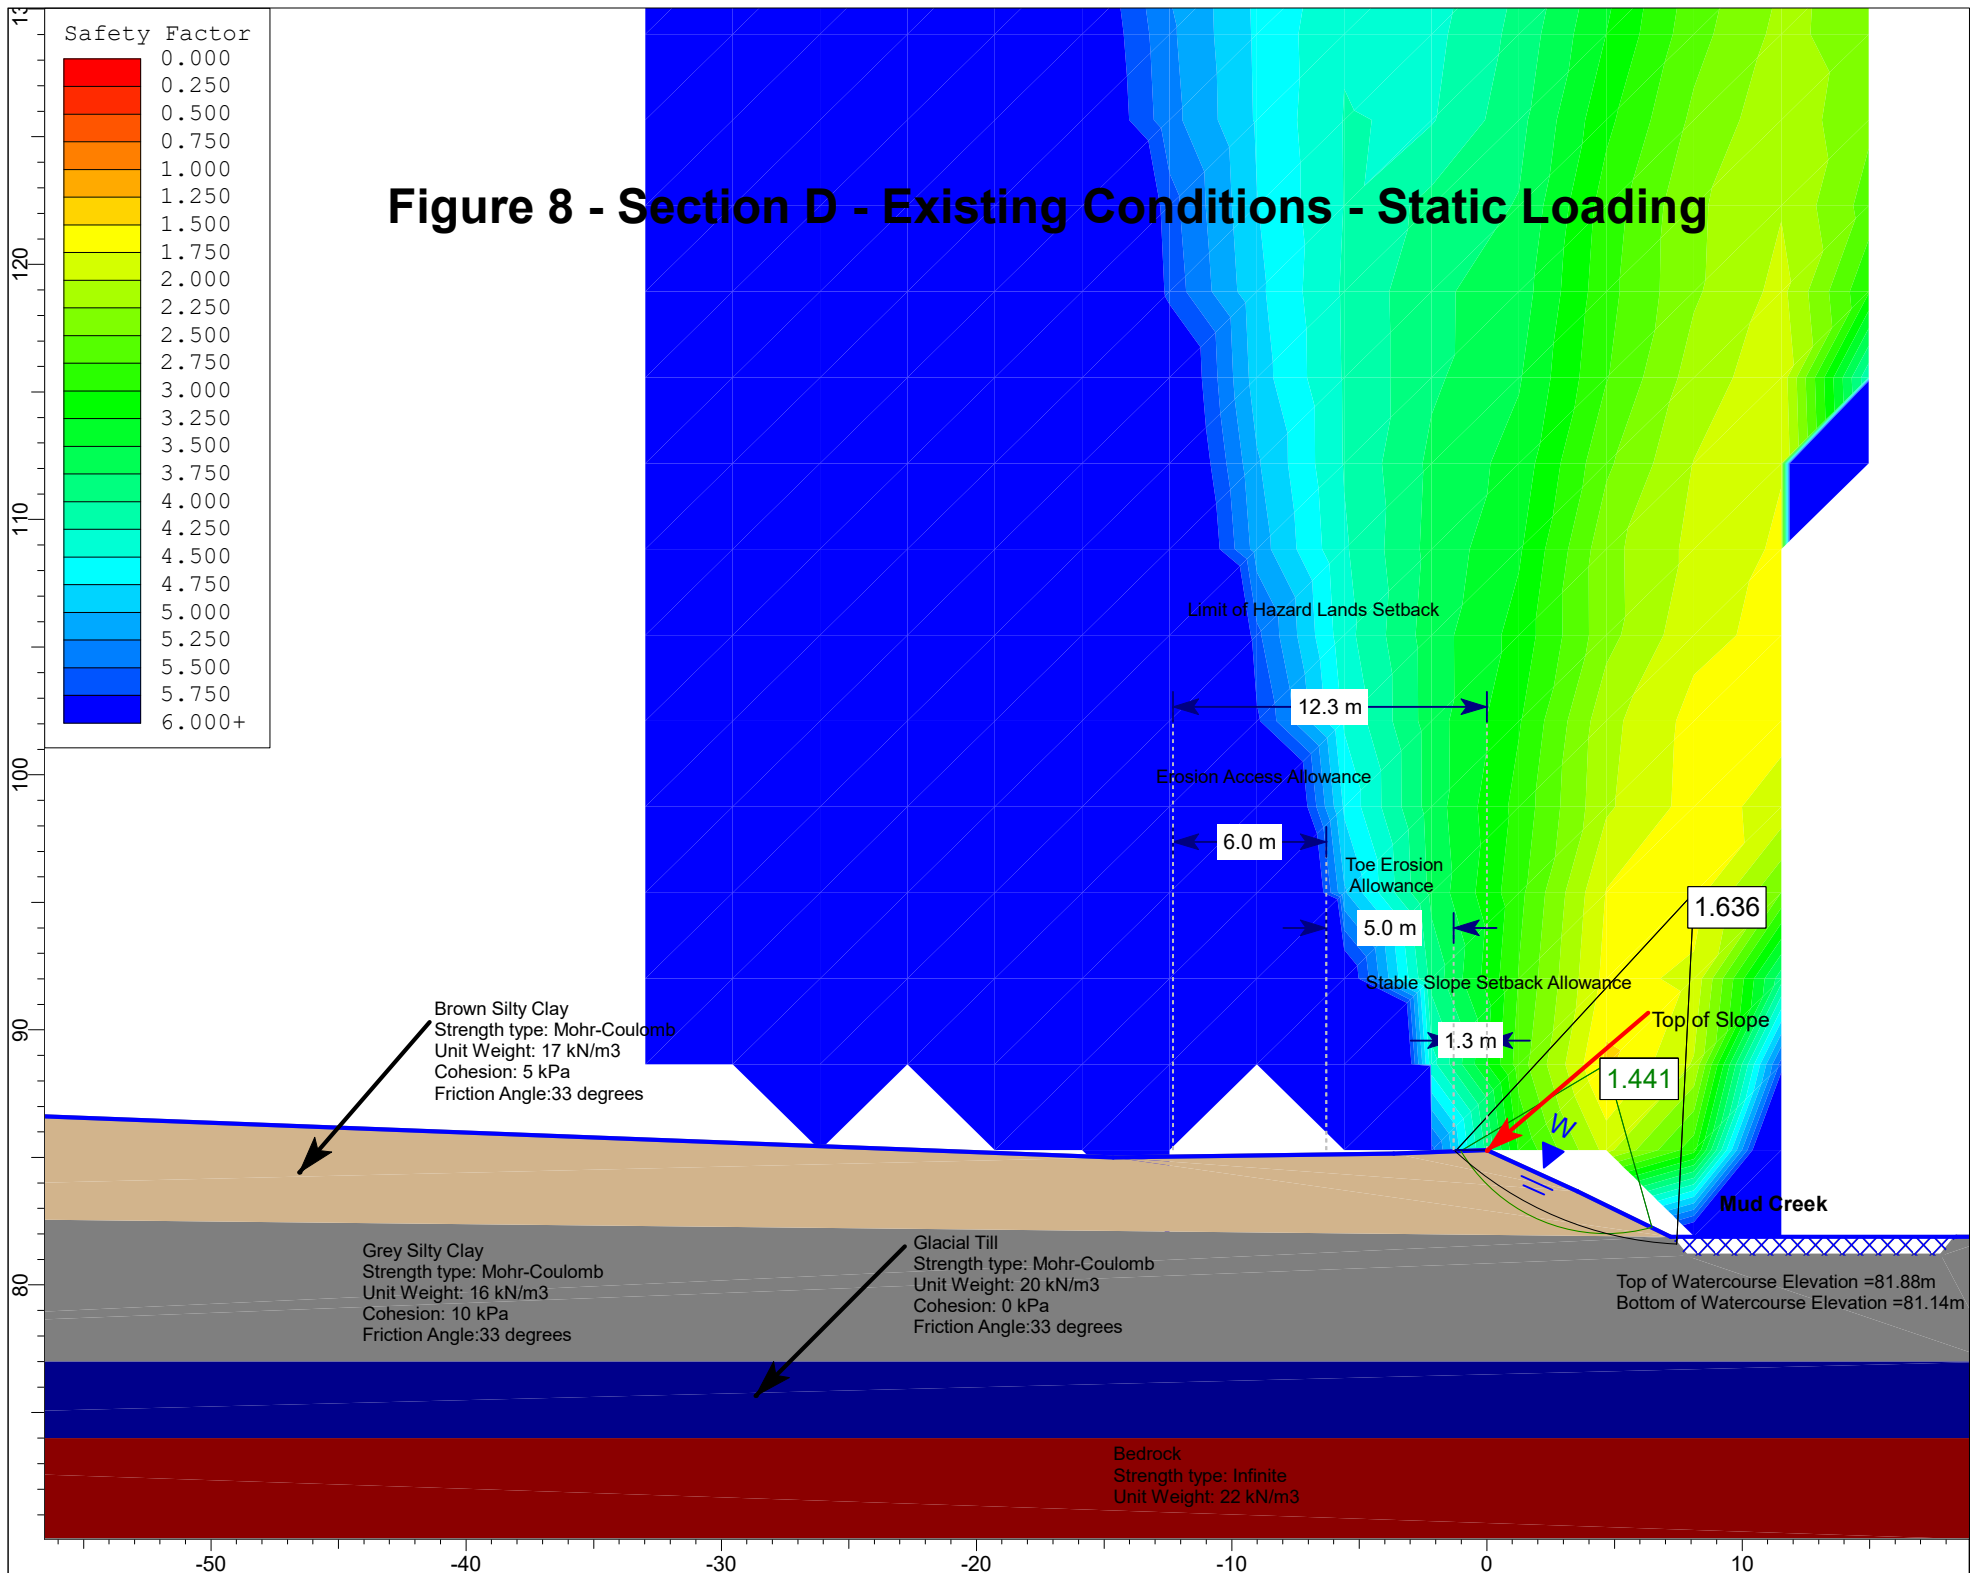 Safety Factor
0.000
0.250
0.500
0.750
1.000
1.250
1.500
1.750
2.000
2.250
2.500
2.750
3.000
3.250
3.500
3.750
4.000
4.250
4.500
4.750
5.000
5.250
5.500
5.750
6.000+
Figure 8 - Section D - Existing Conditions - Static Loading
120
110
100
90
80
Limit of Hazard Lands Setback
12.3 m
Erosion Access Allowance
6.0 m
Toe Erosion
Allowance
5.0 m
1.636
Stable Slope Setback Allowance
1.3 m
Top of Slope
1.441
W
Mud Creek
Brown Silty Clay
Strength type: Mohr-Coulomb
Unit Weight: 17 kN/m3
Cohesion: 5 kPa
Friction Angle:33 degrees
Grey Silty Clay
Strength type: Mohr-Coulomb
Unit Weight: 16 kN/m3
Cohesion: 10 kPa
Friction Angle:33 degrees
Glacial Till
Strength type: Mohr-Coulomb
Unit Weight: 20 kN/m3
Cohesion: 0 kPa
Friction Angle:33 degrees
Top of Watercourse Elevation =81.88m
Bottom of Watercourse Elevation =81.14m
Bedrock
Strength type: Infinite
Unit Weight: 22 kN/m3
-50
-40
-30
-20
-10
0
10